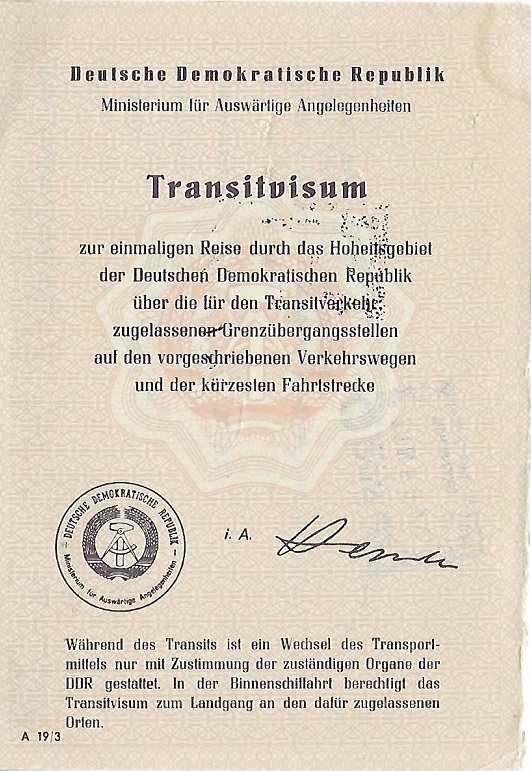 Deutsche Demokratische Republik
Ministerium für Auswärtige Angelegenheiten
Transitvisum
zur einmaligen Reise durch das Hoheitsgebiet
der Deutschen Demokratischen Republik
über die für den Transitverkehr
zugelassenen Grenzübergangsstellen
auf den vorgeschriebenen Verkehrswegen
und der kürzesten Fahrtstrecke
DEUTSCHE DEMOKRATISCHE REPUBLIK
Ministerium für Auswärtige Angelegenheiten
i. A.
Während des Transits ist ein Wechsel des Transport-
mittels nur mit Zustimmung der zuständigen Organe der
DDR gestattet. In der Binnenschiffahrt berechtigt das
Transitvisum zum Landgang an den dafür zugelassenen
Orten.
A 19/3